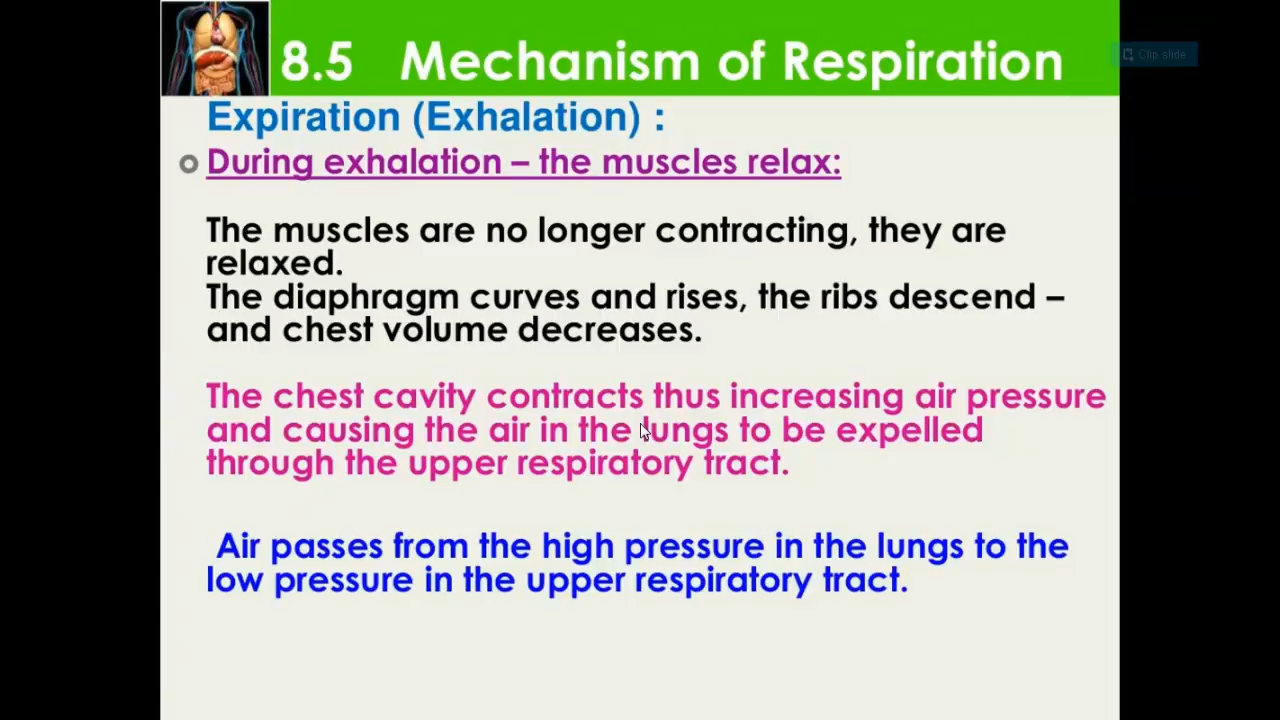 8.5 Mechanism of Respiration
Clip slide
Expiration (Exhalation) :
During exhalation – the muscles relax:
The muscles are no longer contracting, they are
relaxed.
The diaphragm curves and rises, the ribs descend –
and chest volume decreases.
The chest cavity contracts thus increasing air pressure
and causing the air in the lungs to be expelled
through the upper respiratory tract.
Air passes from the high pressure in the lungs to the
low pressure in the upper respiratory tract.